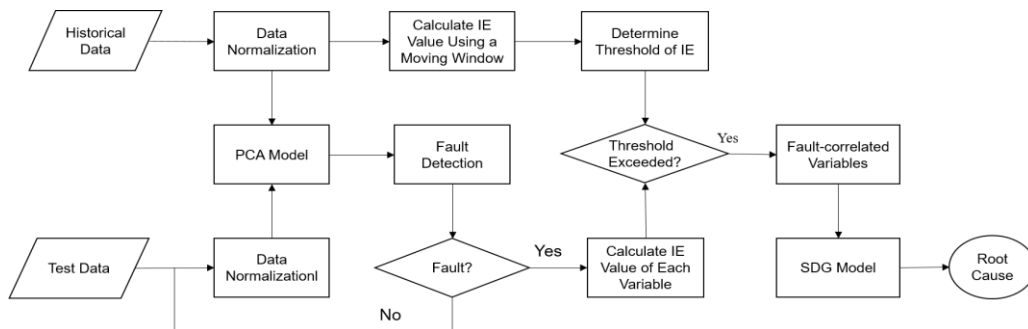 Historical
Data
Data
Normalization
Calculate IE
Value Using a
Moving Window
Determine
Threshold of IE
PCA Model
Fault
Detection
Threshold
Exceeded?
Yes
Fault-correlated
Variables
Test Data
Data
Normalizationl
Fault?
Yes
Calculate IE
Value of Each
Variable
SDG Model
Root
Cause
No